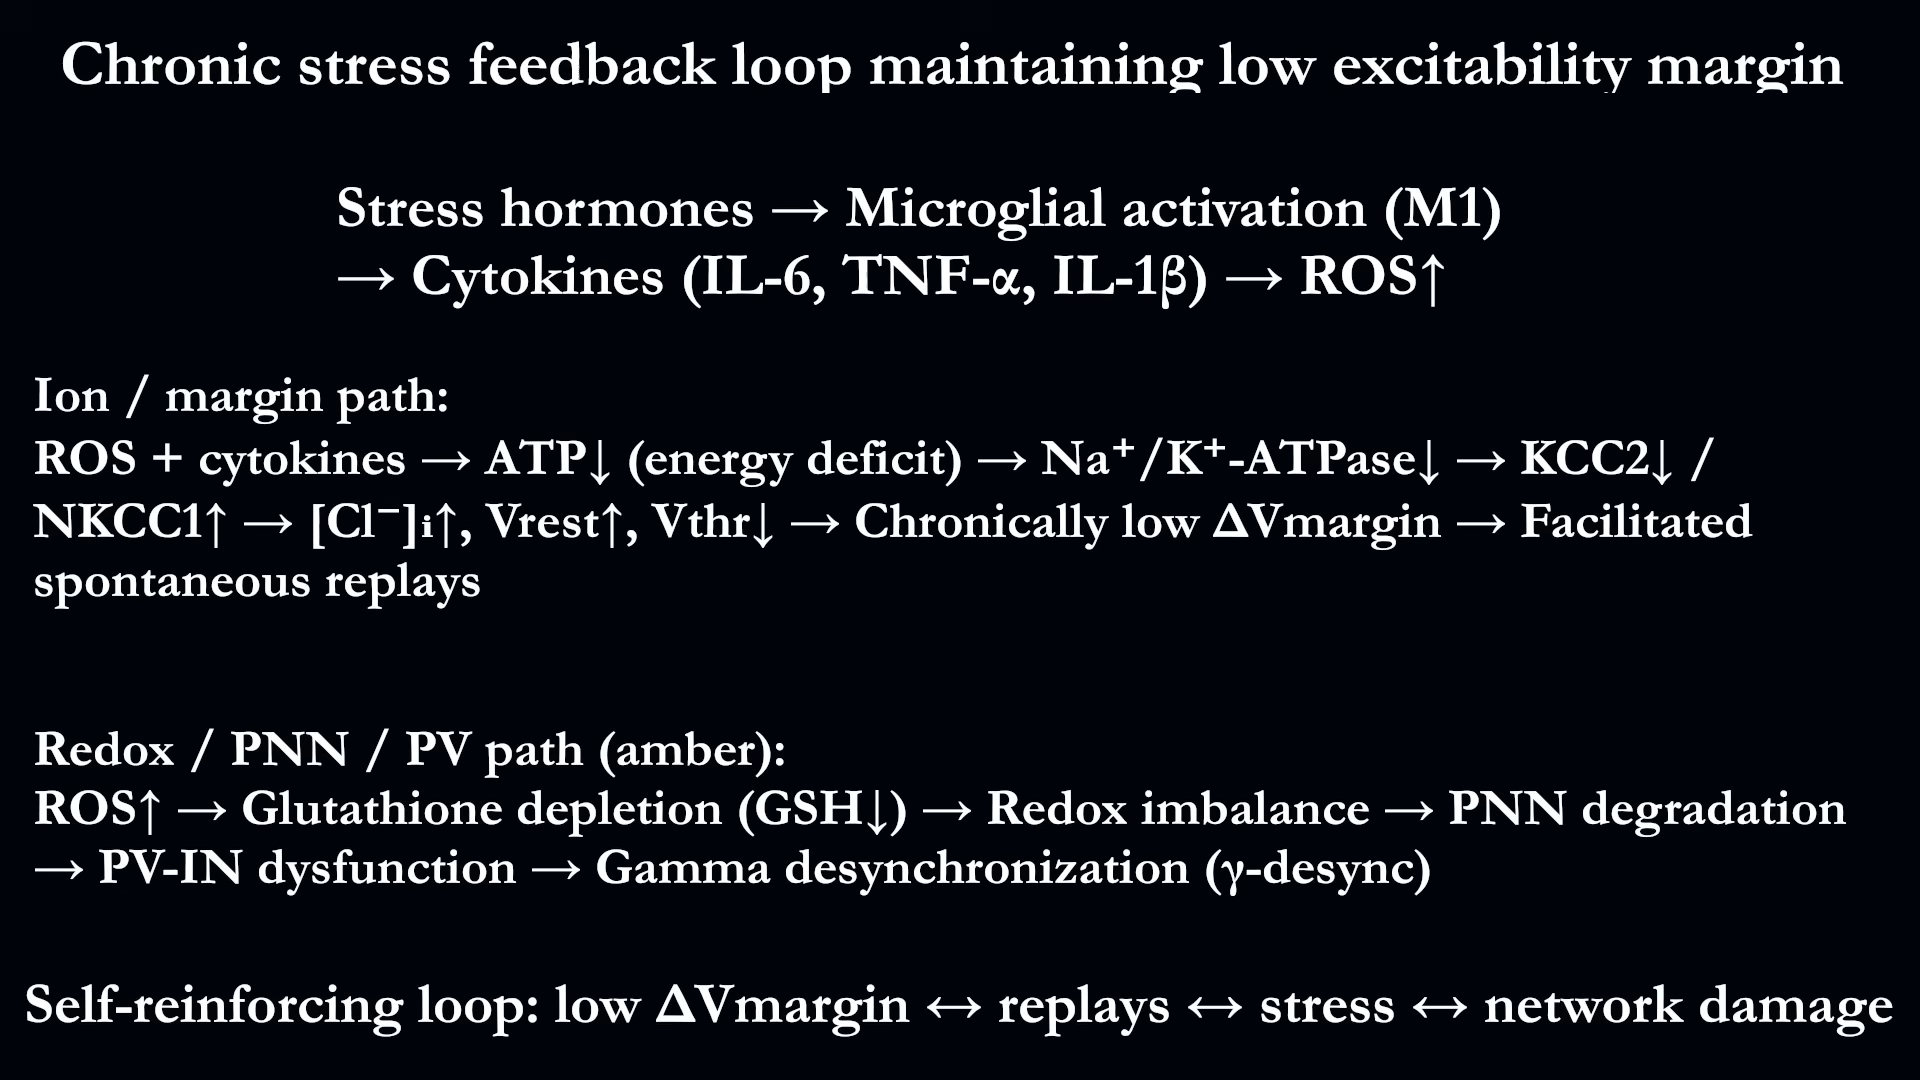 Chronic stress feedback loop maintaining low excitability margin
Stress hormones → Microglial activation (M1)
→ Cytokines (IL-6, TNF-α, IL-1β) → ROS↑
Ion / margin path:
ROS + cytokines → ATP↓ (energy deficit) → Na⁺/K⁺-ATPase↓ → KCC2↓ /
NKCC1↑ → [Cl⁻]ᵢ↑, Vrest↑, Vthr↓ → Chronically low ΔVmargin → Facilitated
spontaneous replays
Redox / PNN / PV path (amber):
ROS↑ → Glutathione depletion (GSH↓) → Redox imbalance → PNN degradation
→ PV-IN dysfunction → Gamma desynchronization (γ-desync)
Self-reinforcing loop: low ΔVmargin ↔ replays ↔ stress ↔ network damage